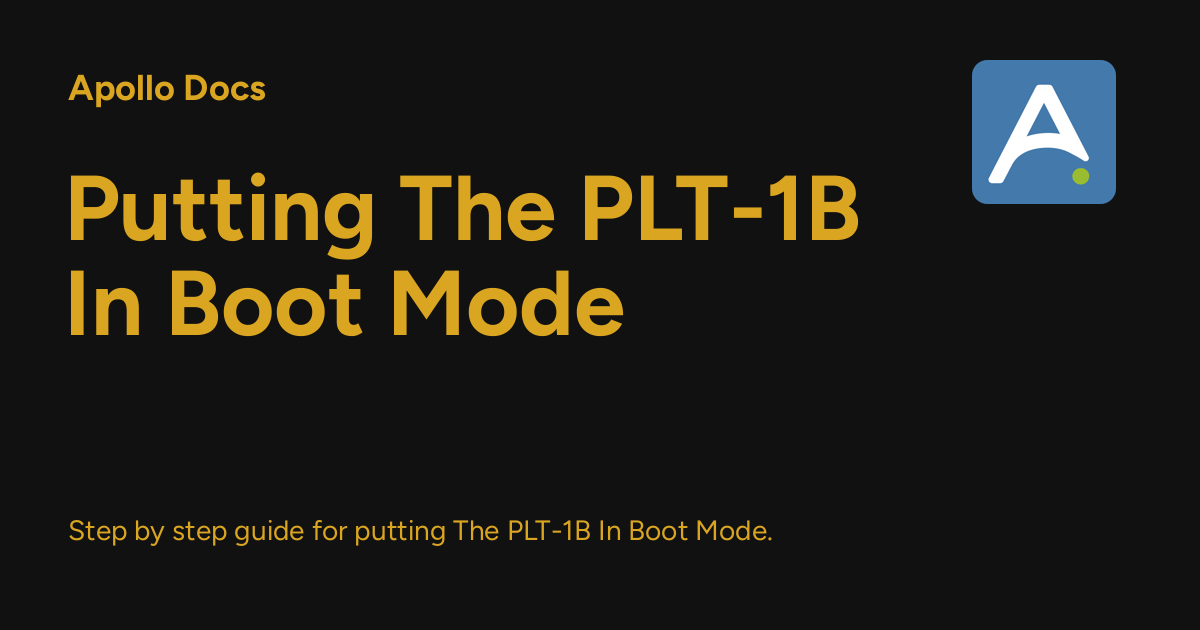 Apollo Docs
Putting The PLT-1B
In Boot Mode
Step by step guide for putting The PLT-1B In Boot Mode.